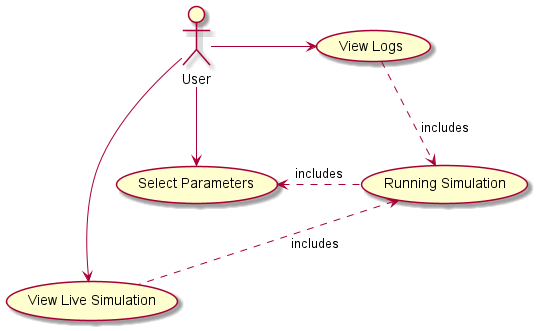 View Logs
User
includes
includes
Select Parameters
Running Simulation
includes
View Live Simulation